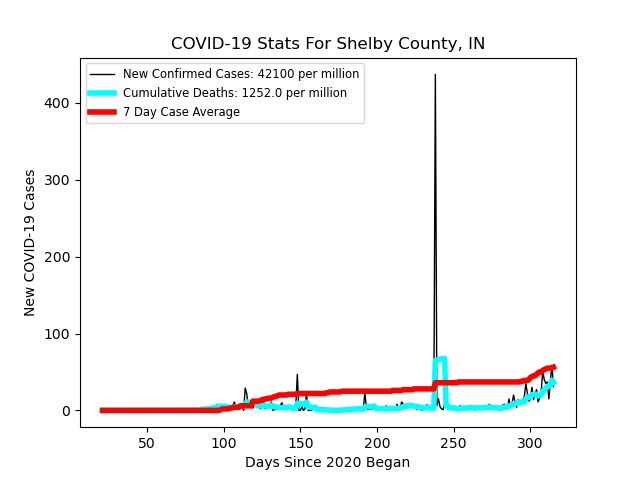 COVID-19 Stats For Shelby County, IN
New Confirmed Cases: 42100 per million
Cumulative Deaths: 1252.0 per million
7 Day Case Average
New COVID-19 Cases
400
300
200
100
0
50 100 150 200 250 300
Days Since 2020 Began